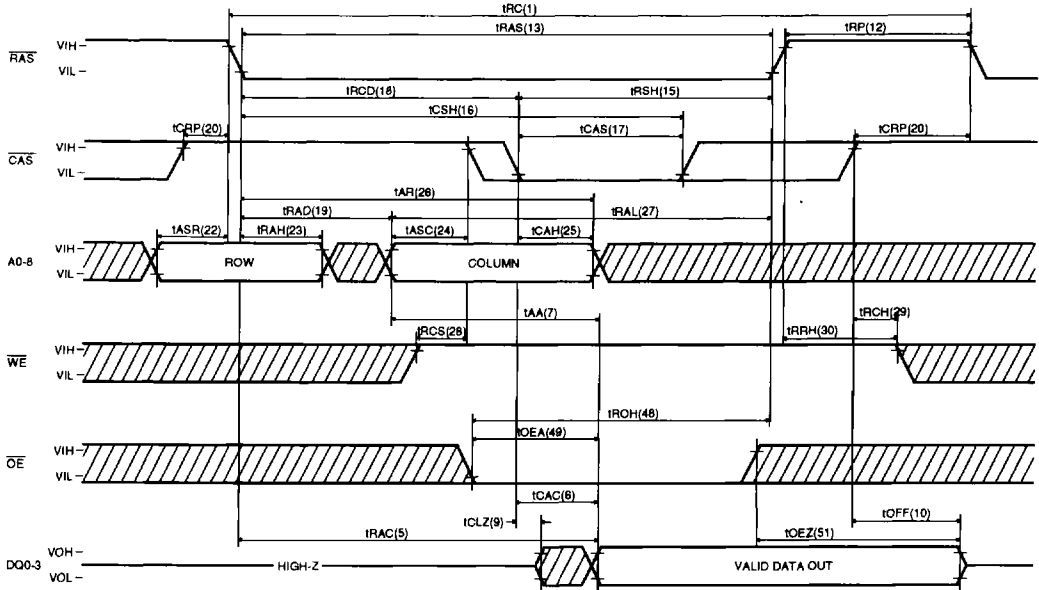 tRC(1)
tRAS(13)
tRP(12)
RAS
VIH
VIL
tRCD(18)
tRSH(15)
tCSH(16)
tCRP(20)
tCAS(17)
tCRP(20)
CAS
VIH
VIL
tAR(26)
tRAD(19)
tRAL(27)
tASR(22)
tRAH(23)
tASC(24)
tCAH(25)
A0-8
VIH
VIL
ROW
COLUMN
tAA(7)
tRCS(28)
tRCH(29)
tRRH(30)
WE
VIH
VIL
tROH(48)
tOEA(49)
OE
VIH
VIL
tCAC(6)
tCLZ(9)
tOFF(10)
tRAC(5)
tOEZ(51)
DQ0-3
VOH
VOL
HIGH-Z
VALID DATA OUT